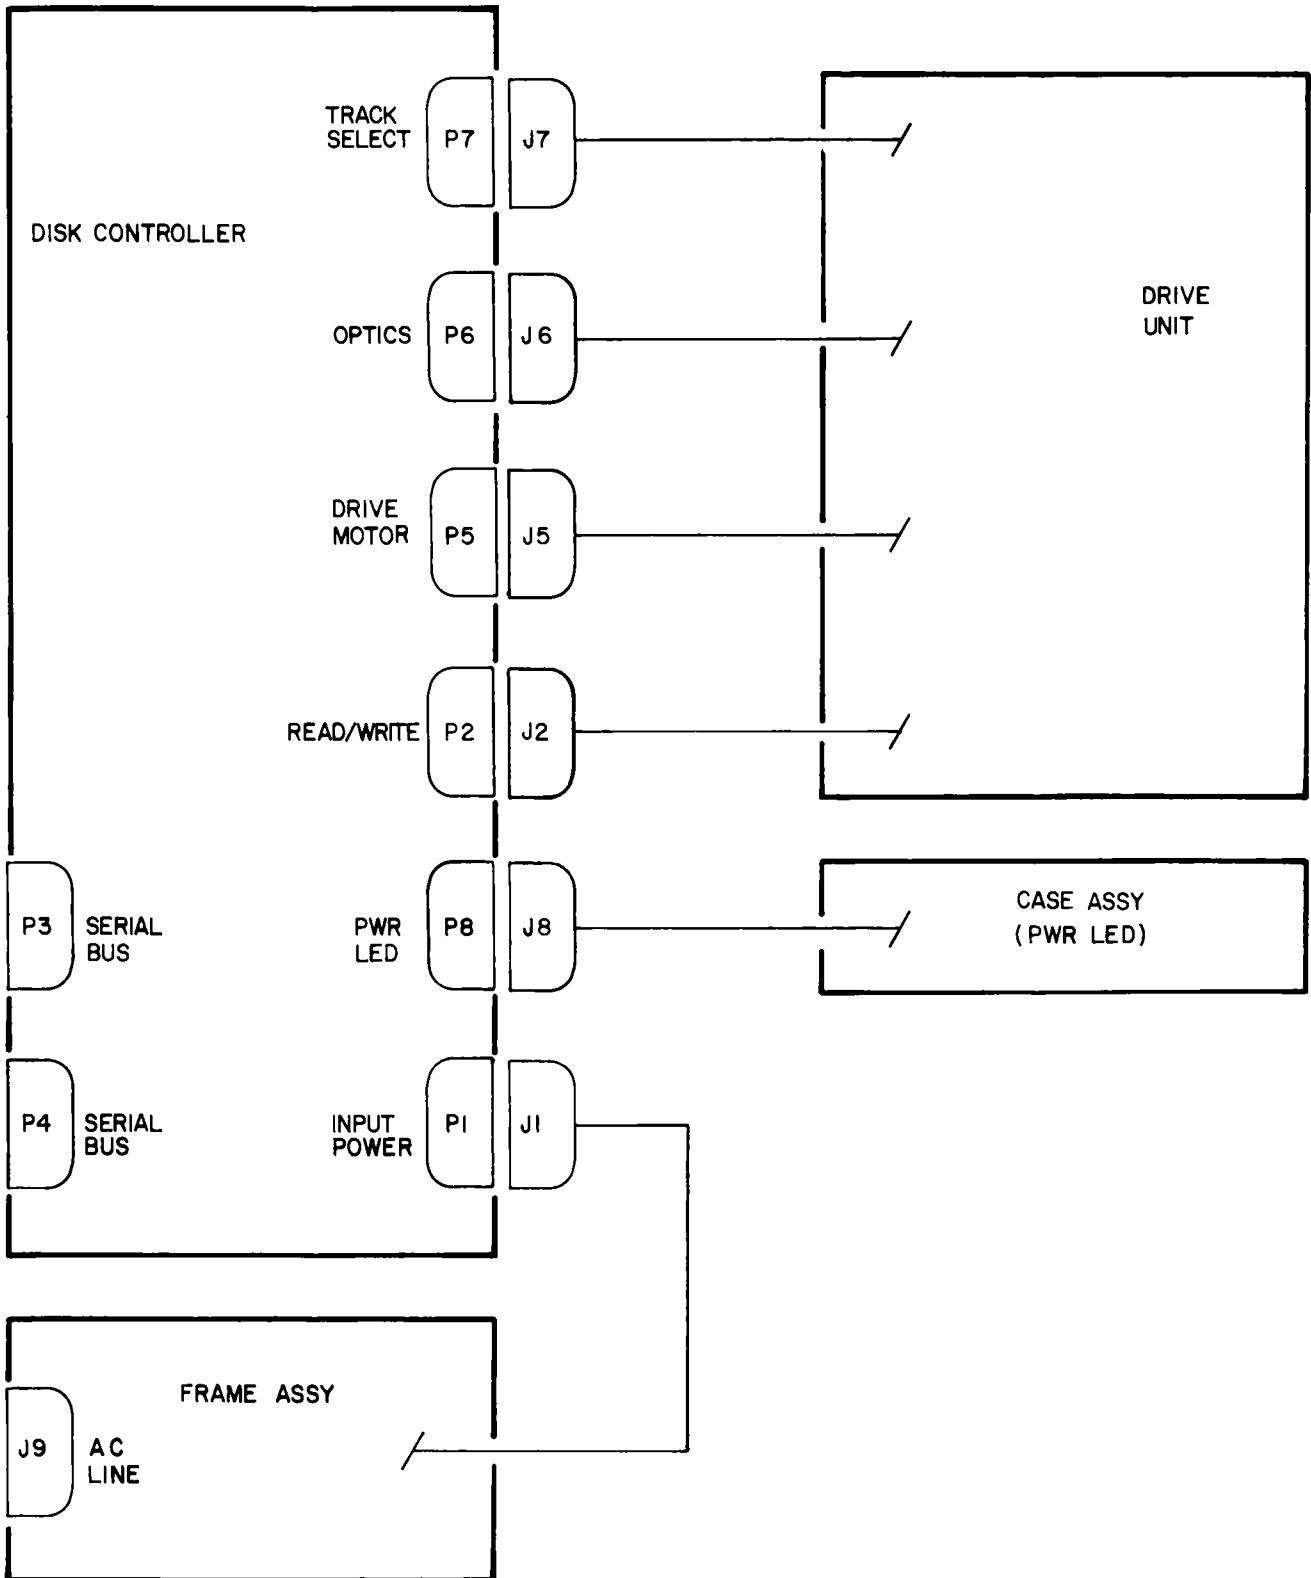 TRACK
SELECT
P7
J7
DISK CONTROLLER
DRIVE
UNIT
OPTICS
P6
J6
DRIVE
MOTOR
P5
J5
READ/WRITE
P2
J2
P3
SERIAL
BUS
PWR
LED
P8
J8
CASE ASSY
(PWR LED)
P4
SERIAL
BUS
INPUT
POWER
P1
J1
FRAME ASSY
J9
AC
LINE